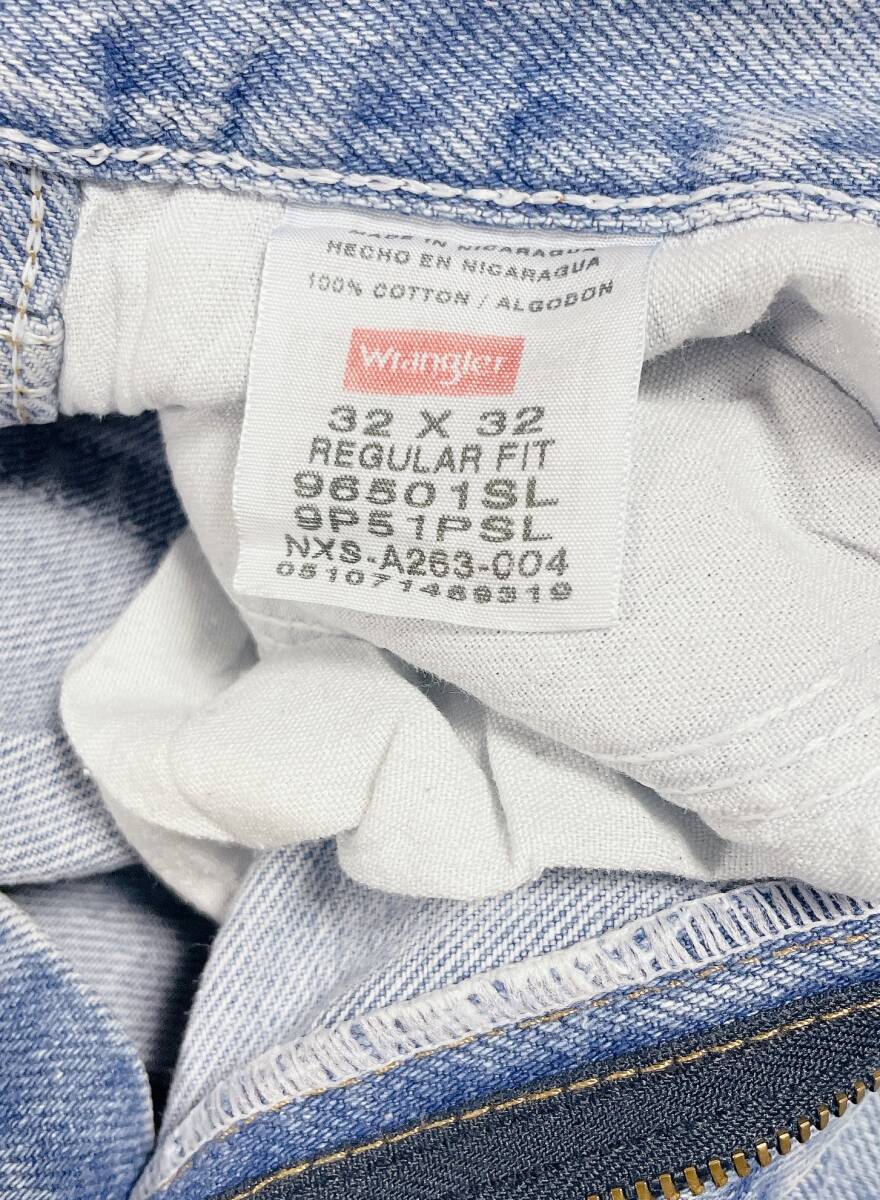 MADE IN NICARAGUA
HECHO EN NICARAGUA
100% COTTON / ALGODON
Wrangler
32 X 32
REGULAR FIT
96501SL
9P51PSL
NXS-A263-004
051071489319